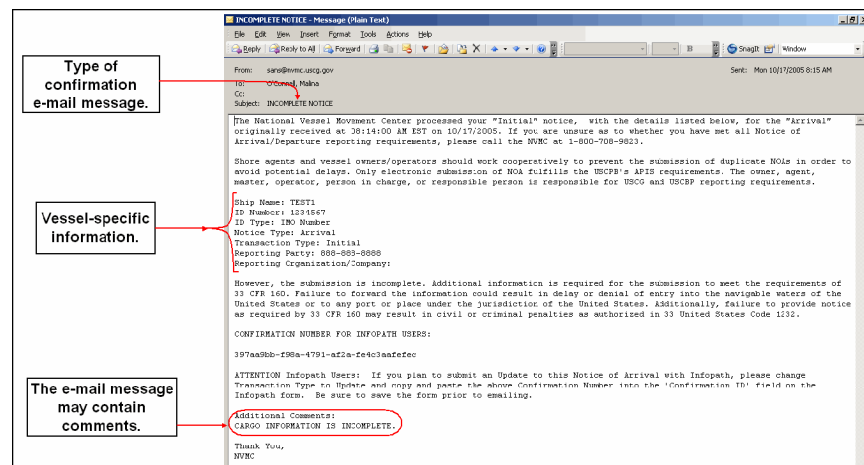 INCOMPLETE NOTICE - Message (Plain Text)
File Edit View Insert Format Tools Actions Help
Reply Reply to All Forward B SnagIt Window
From: sans@nvmc.uscg.gov Sent: Mon 10/17/2005 8:15 AM
To: O'Connell, Malina
Cc:
Subject: INCOMPLETE NOTICE
Type of
confirmation
e-mail message.
The National Vessel Movement Center processed your "Initial" notice, with the details listed below, for the "Arrival"
originally received at 08:14:00 AM EST on 10/17/2005. If you are unsure as to whether you have met all Notice of
Arrival/Departure reporting requirements, please call the NVMC at 1-800-708-9823.
Shore agents and vessel owners/operators should work cooperatively to prevent the submission of duplicate NOAs in order to
avoid potential delays. Only electronic submission of NOA fulfills the USCPB's APIS requirements. The owner, agent,
master, operator, person in charge, or responsible person is responsible for USCG and USCBP reporting requirements.
Vessel-specific
information.
Ship Name: TEST1
ID Number: 1234567
ID Type: IMO Number
Notice Type: Arrival
Transaction Type: Initial
Reporting Party: 888-888-8888
Reporting Organization/Company:
However, the submission is incomplete. Additional information is required for the submission to meet the requirements of
33 CFR 160. Failure to forward the information could result in delay or denial of entry into the navigable waters of the
United States or to any port or place under the jurisdiction of the United States. Additionally, failure to provide notice
as required by 33 CFR 160 may result in civil or criminal penalties as authorized in 33 United States Code 1232.
CONFIRMATION NUMBER FOR INFOPATH USERS:
397aa9bb-f98a-4791-af2a-fe4c3aafefec
ATTENTION Infopath Users: If you plan to submit an Update to this Notice of Arrival with Infopath, please change
Transaction Type to Update and copy and paste the above Confirmation Number into the 'Confirmation ID' field on the
Infopath form. Be sure to save the form prior to emailing.
The e-mail message
may contain
comments.
Additional Comments:
CARGO INFORMATION IS INCOMPLETE.
Thank You,
NVMC